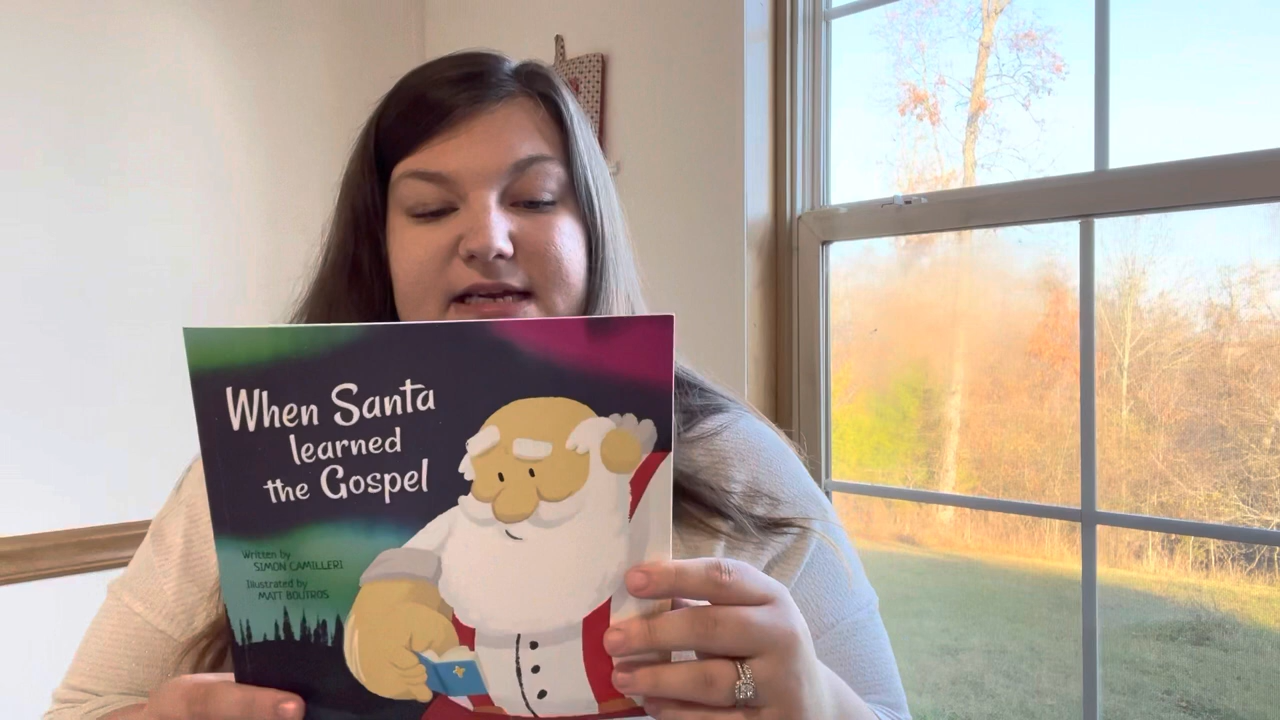 When Santa
learned
the Gospel
Written by
SIMON CAMILLERI
Illustrated by
MATT BOUTROS